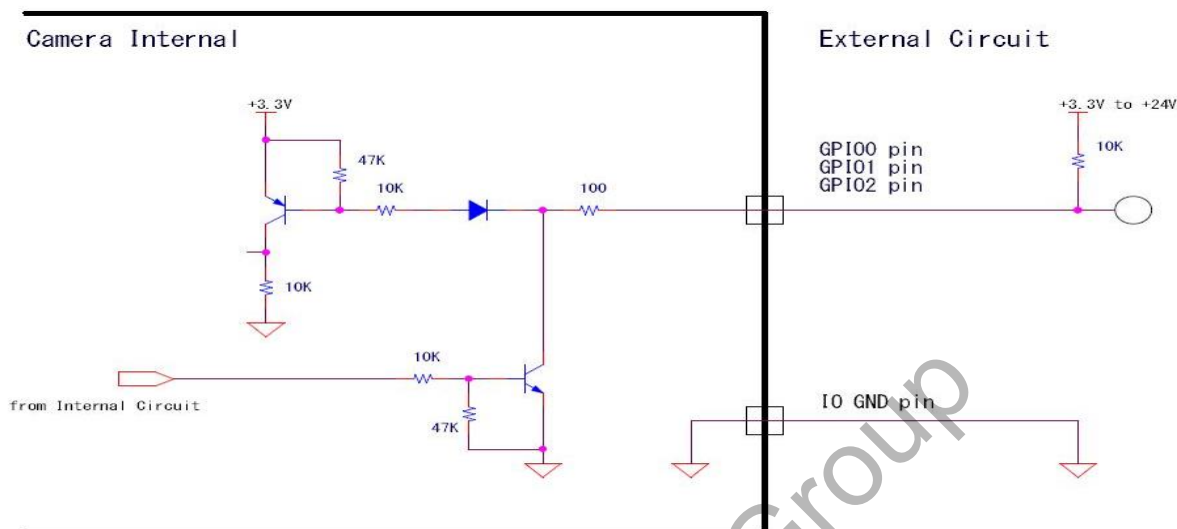 Camera Internal
External Circuit
+3.3V
+3.3V to +24V
47K
10K
100
GPIO0 pin
GPIO1 pin
GPIO2 pin
10K
10K
10K
from Internal Circuit
47K
IO GND pin
Group